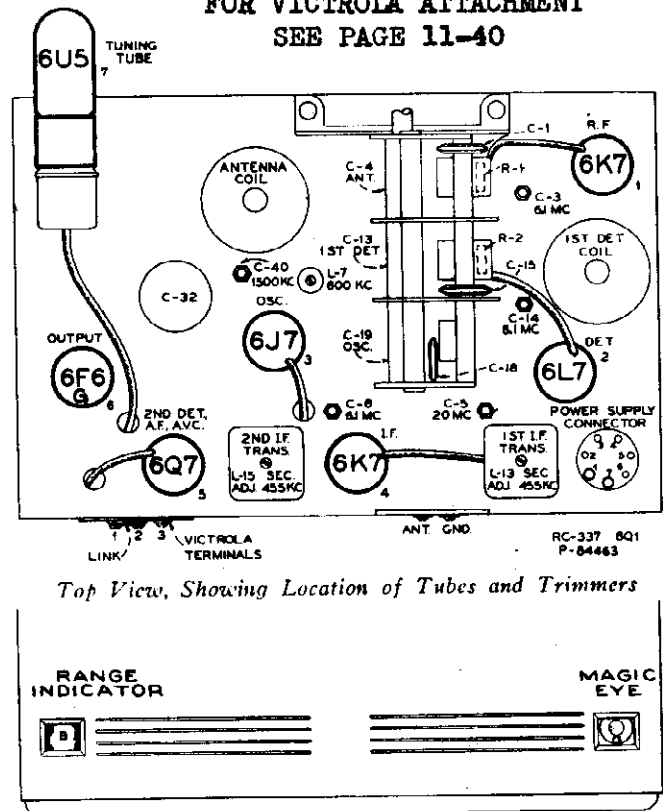 FOR VICTROLA ATTACHMENT
SEE PAGE 11-40
6U5
7
TUNING
TUBE
R.F.
C-1
6K7
1
R-1
C-4
ANT.
C-3
6.1 MC
ANTENNA
COIL
C-13
1ST DET
R-2
C-15
1ST DET
COIL
C-40
1500 KC
L-7
600 KC
C-32
OSC.
6J7
3
C-14
6.1 MC
OUTPUT
6F6
G
6
C-19
OSC.
C-18
DET
6L7
2
C-6
6.1 MC
C-5
20 MC
POWER SUPPLY
CONNECTOR
2ND DET,
A.F., A.V.C.
6Q7
5
2ND I.F.
TRANS.
L-15 SEC.
ADJ. 455KC
I.F.
6K7
4
1ST I.F.
TRANS.
L-13 SEC
ADJ. 455KC
1 2 3
LINK
VICTROLA
TERMINALS
ANT. GND.
RC-337 6Q1
P-84463
Top View, Showing Location of Tubes and Trimmers
RANGE
INDICATOR
MAGIC
EYE
B